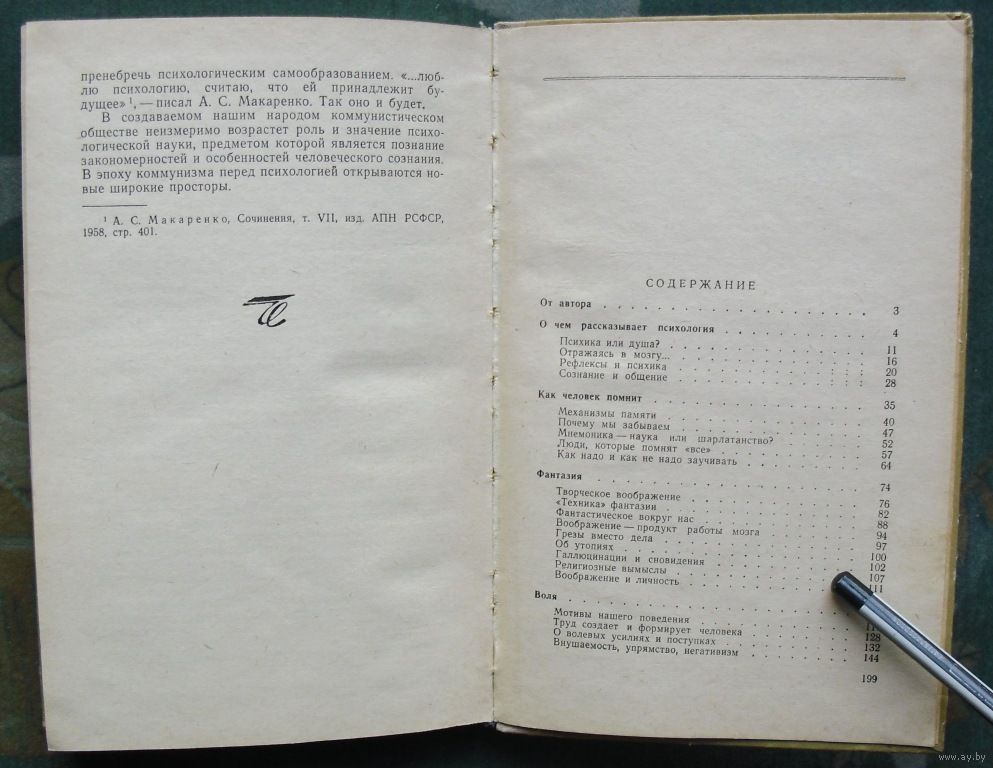 пренебречь психологическим самообразованием. «...люб-
лю психологию, считаю, что ей принадлежит бу-
дущее»¹, — писал А. С. Макаренко. Так оно и будет.
В создаваемом нашим народом коммунистическом
обществе неизмеримо возрастет роль и значение психо-
логической науки, предметом которой является познание
закономерностей и особенностей человеческого сознания.
В эпоху коммунизма перед психологией открываются но-
вые широкие просторы.
¹ А. С. Макаренко, Сочинения, т. VII, изд. АПН РСФСР,
1958, стр. 401.
СОДЕРЖАНИЕ
От автора . . . 3
О чем рассказывает психология . . . 4
Психика или душа? . . . 11
Отражаясь в мозгу... . . . 16
Рефлексы и психика . . . 20
Сознание и общение . . . 28
Как человек помнит . . . 35
Механизмы памяти . . . 40
Почему мы забываем . . . 47
Мнемоника — наука или шарлатанство? . . . 52
Люди, которые помнят «все» . . . 57
Как надо и как не надо заучивать . . . 64
Фантазия . . . 74
Творческое воображение . . . 76
«Техника» фантазии . . . 82
Фантастическое вокруг нас . . . 88
Воображение — продукт работы мозга . . . 94
Грезы вместо дела . . . 97
Об утопиях . . . 100
Галлюцинации и сновидения . . . 102
Религиозные вымыслы . . . 107
Воображение и личность . . . 111
Воля . . .
Мотивы нашего поведения . . .
Труд создает и формирует человека . . . 128
О волевых усилиях и поступках . . . 132
Внушаемость, упрямство, негативизм . . . 144
199
www.ay.by